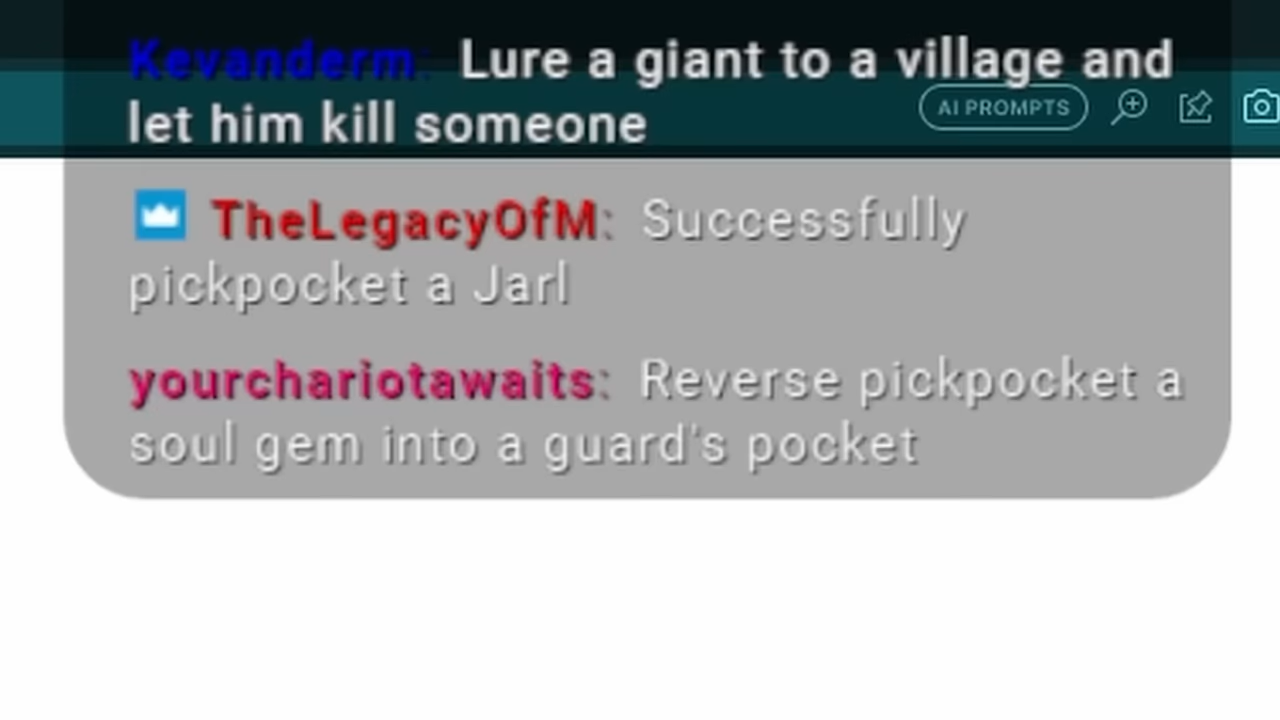 Kevanderm: Lure a giant to a village and
let him kill someone
AI PROMPTS
TheLegacyOfM: Successfully
pickpocket a Jarl
yourchariotawaits: Reverse pickpocket a
soul gem into a guard's pocket